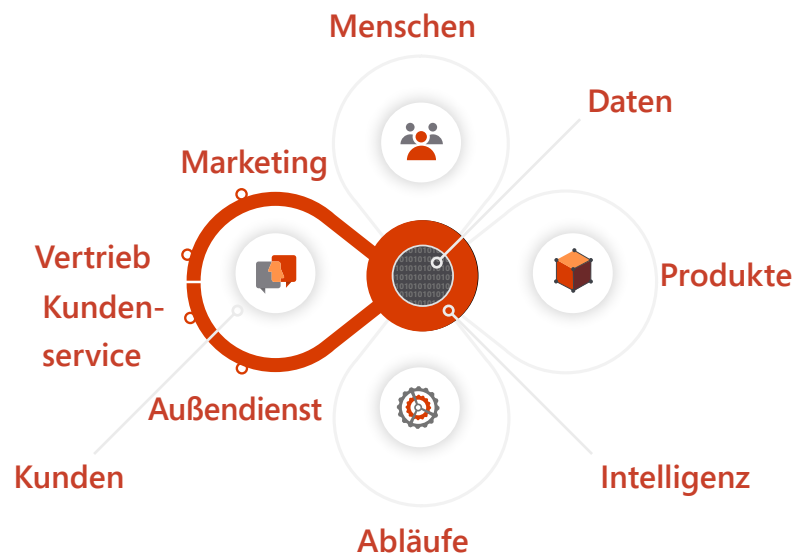 Menschen
Daten
Marketing
Vertrieb
Produkte
Kunden-
service
Außendienst
Kunden
Intelligenz
Abläufe